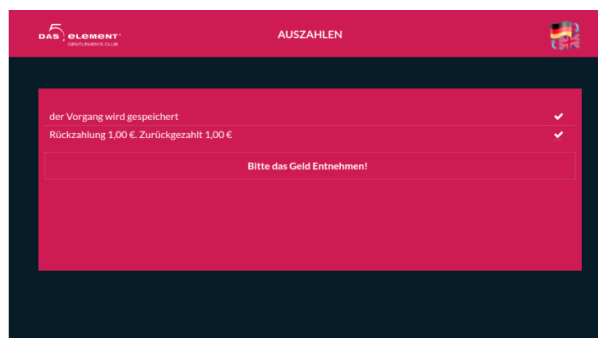 DAS 5. ELEMENT
GENTLEMEN'S CLUB
AUSZAHLEN
der Vorgang wird gespeichert
Rückzahlung 1,00 €. Zurückgezahlt 1,00 €
Bitte das Geld Entnehmen!